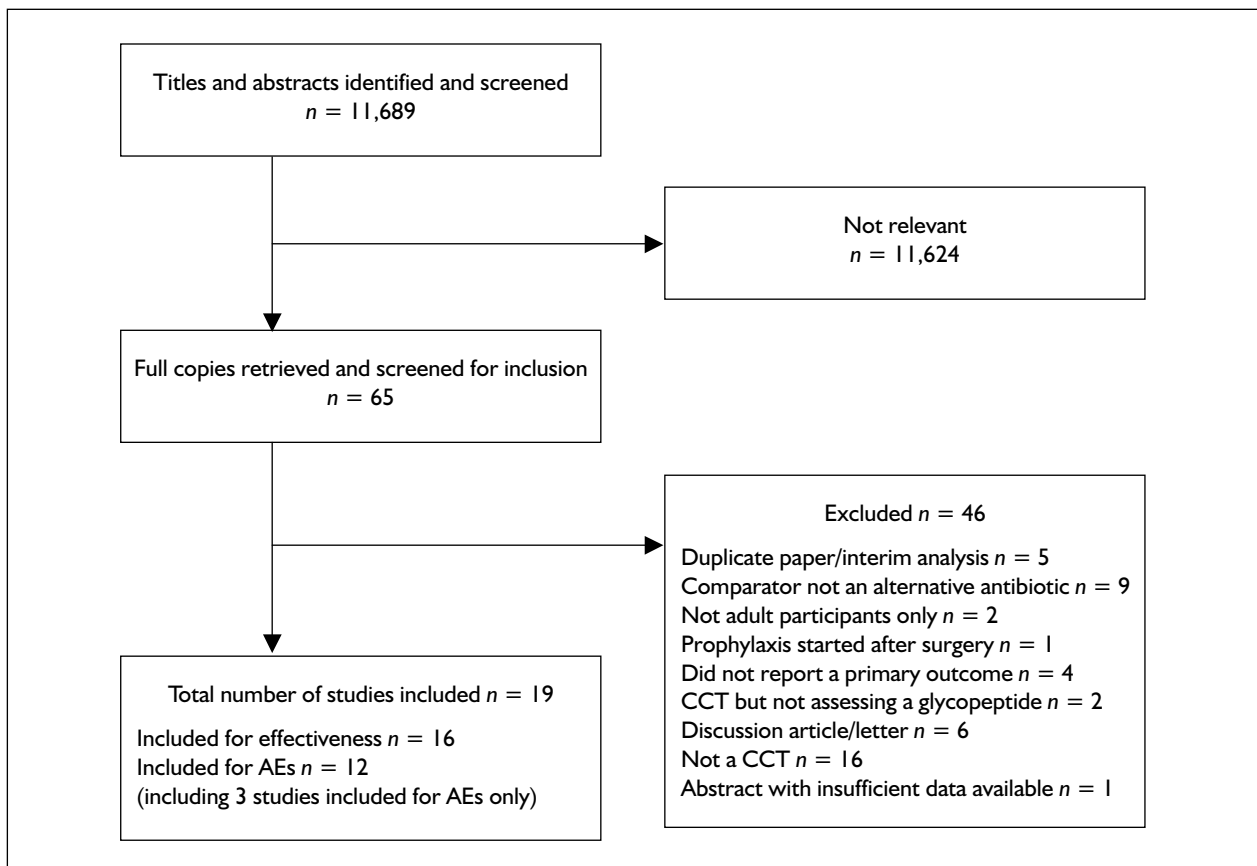 Titles and abstracts identified and screened
n = 11,689
Not relevant
n = 11,624
Full copies retrieved and screened for inclusion
n = 65
Excluded n = 46
Duplicate paper/interim analysis n = 5
Comparator not an alternative antibiotic n = 9
Not adult participants only n = 2
Prophylaxis started after surgery n = 1
Did not report a primary outcome n = 4
CCT but not assessing a glycopeptide n = 2
Discussion article/letter n = 6
Not a CCT n = 16
Abstract with insufficient data available n = 1
Total number of studies included n = 19
Included for effectiveness n = 16
Included for AEs n = 12
(including 3 studies included for AEs only)